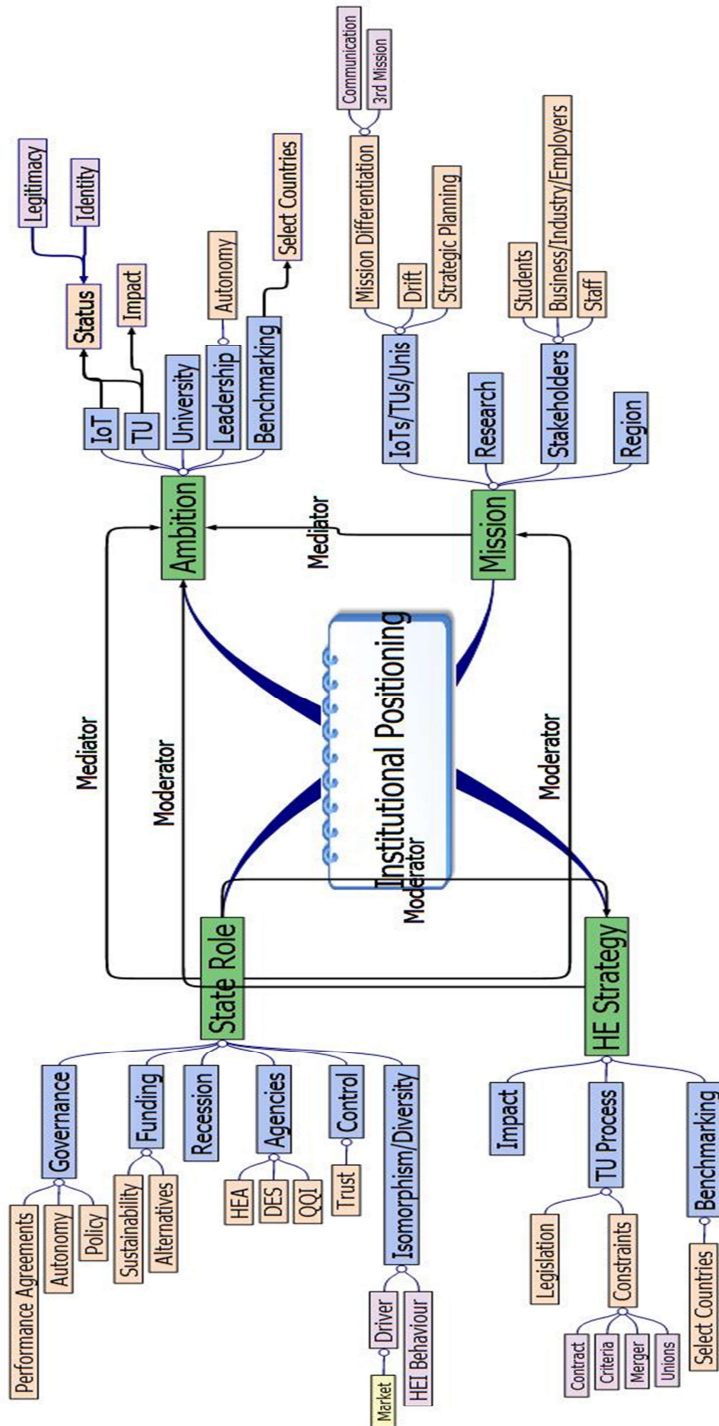 Performance Agreements
Autonomy
Policy
Governance
Sustainability
Alternatives
Funding
Recession
HEA
DES
QQI
Agencies
Trust
Control
Market
Driver
HEI Behaviour
Isomorphism/Diversity
State Role
Legislation
Contract
Criteria
Merger
Unions
Constraints
Select Countries
Impact
TU Process
Benchmarking
HE Strategy
Mediator
Moderator
Institutional Positioning
Moderator
Moderator
Mediator
Ambition
IoT
TU
University
Leadership
Benchmarking
Status
Impact
Autonomy
Select Countries
Legitimacy
Identity
Mission
IoTs/TUs/Unis
Research
Stakeholders
Region
Mission Differentiation
Drift
Strategic Planning
Communication
3rd Mission
Students
Business/Industry/Employers
Staff